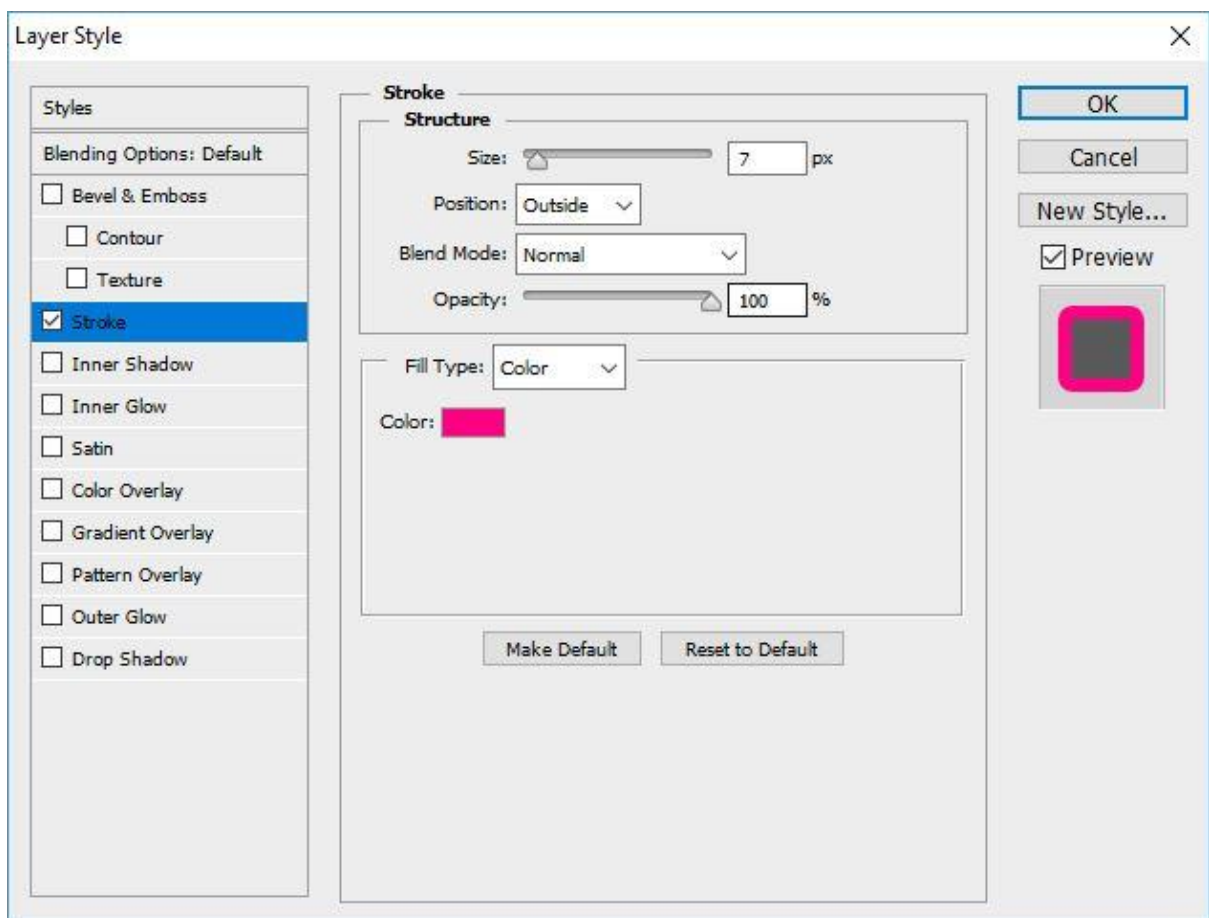 Layer Style
Styles
Blending Options: Default
Bevel & Emboss
Contour
Texture
Stroke
Inner Shadow
Inner Glow
Satin
Color Overlay
Gradient Overlay
Pattern Overlay
Outer Glow
Drop Shadow
Stroke
Structure
Size: 7 px
Position: Outside
Blend Mode: Normal
Opacity: 100 %
Fill Type: Color
Color:
Make Default Reset to Default
OK
Cancel
New Style...
Preview